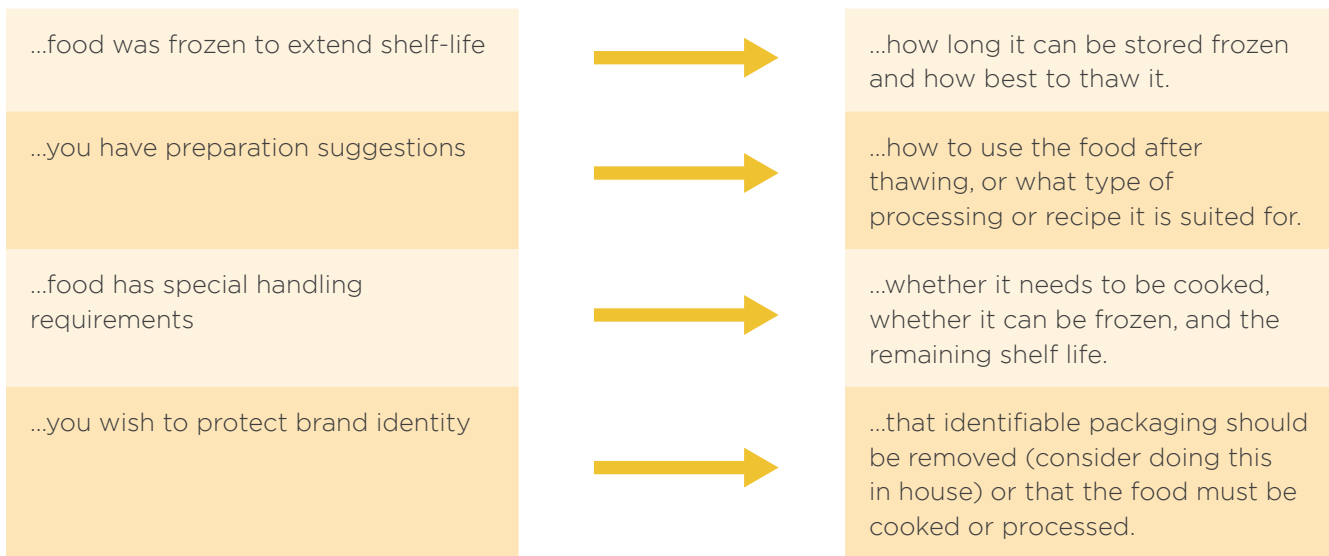 ...food was frozen to extend shelf-life
...how long it can be stored frozen
and how best to thaw it.
...you have preparation suggestions
...how to use the food after
thawing, or what type of
processing or recipe it is suited for.
...food has special handling
requirements
...whether it needs to be cooked,
whether it can be frozen, and the
remaining shelf life.
...you wish to protect brand identity
...that identifiable packaging should
be removed (consider doing this
in house) or that the food must be
cooked or processed.